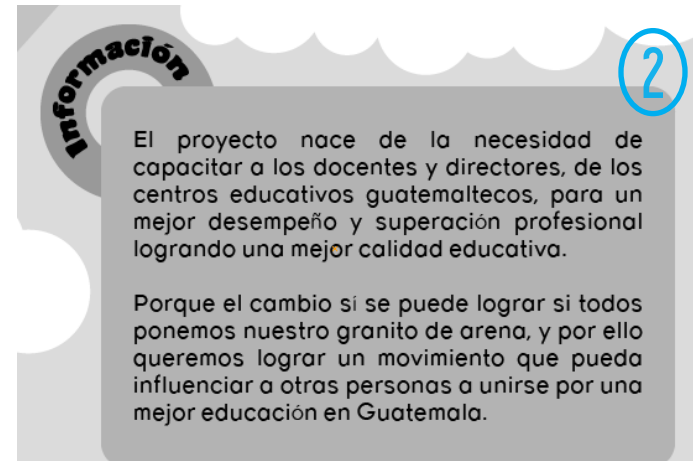 Información
2
El proyecto nace de la necesidad de
capacitar a los docentes y directores, de los
centros educativos guatemaltecos, para un
mejor desempeño y superación profesional
logrando una mejor calidad educativa.
Porque el cambio sí se puede lograr si todos
ponemos nuestro granito de arena, y por ello
queremos lograr un movimiento que pueda
influenciar a otras personas a unirse por una
mejor educación en Guatemala.